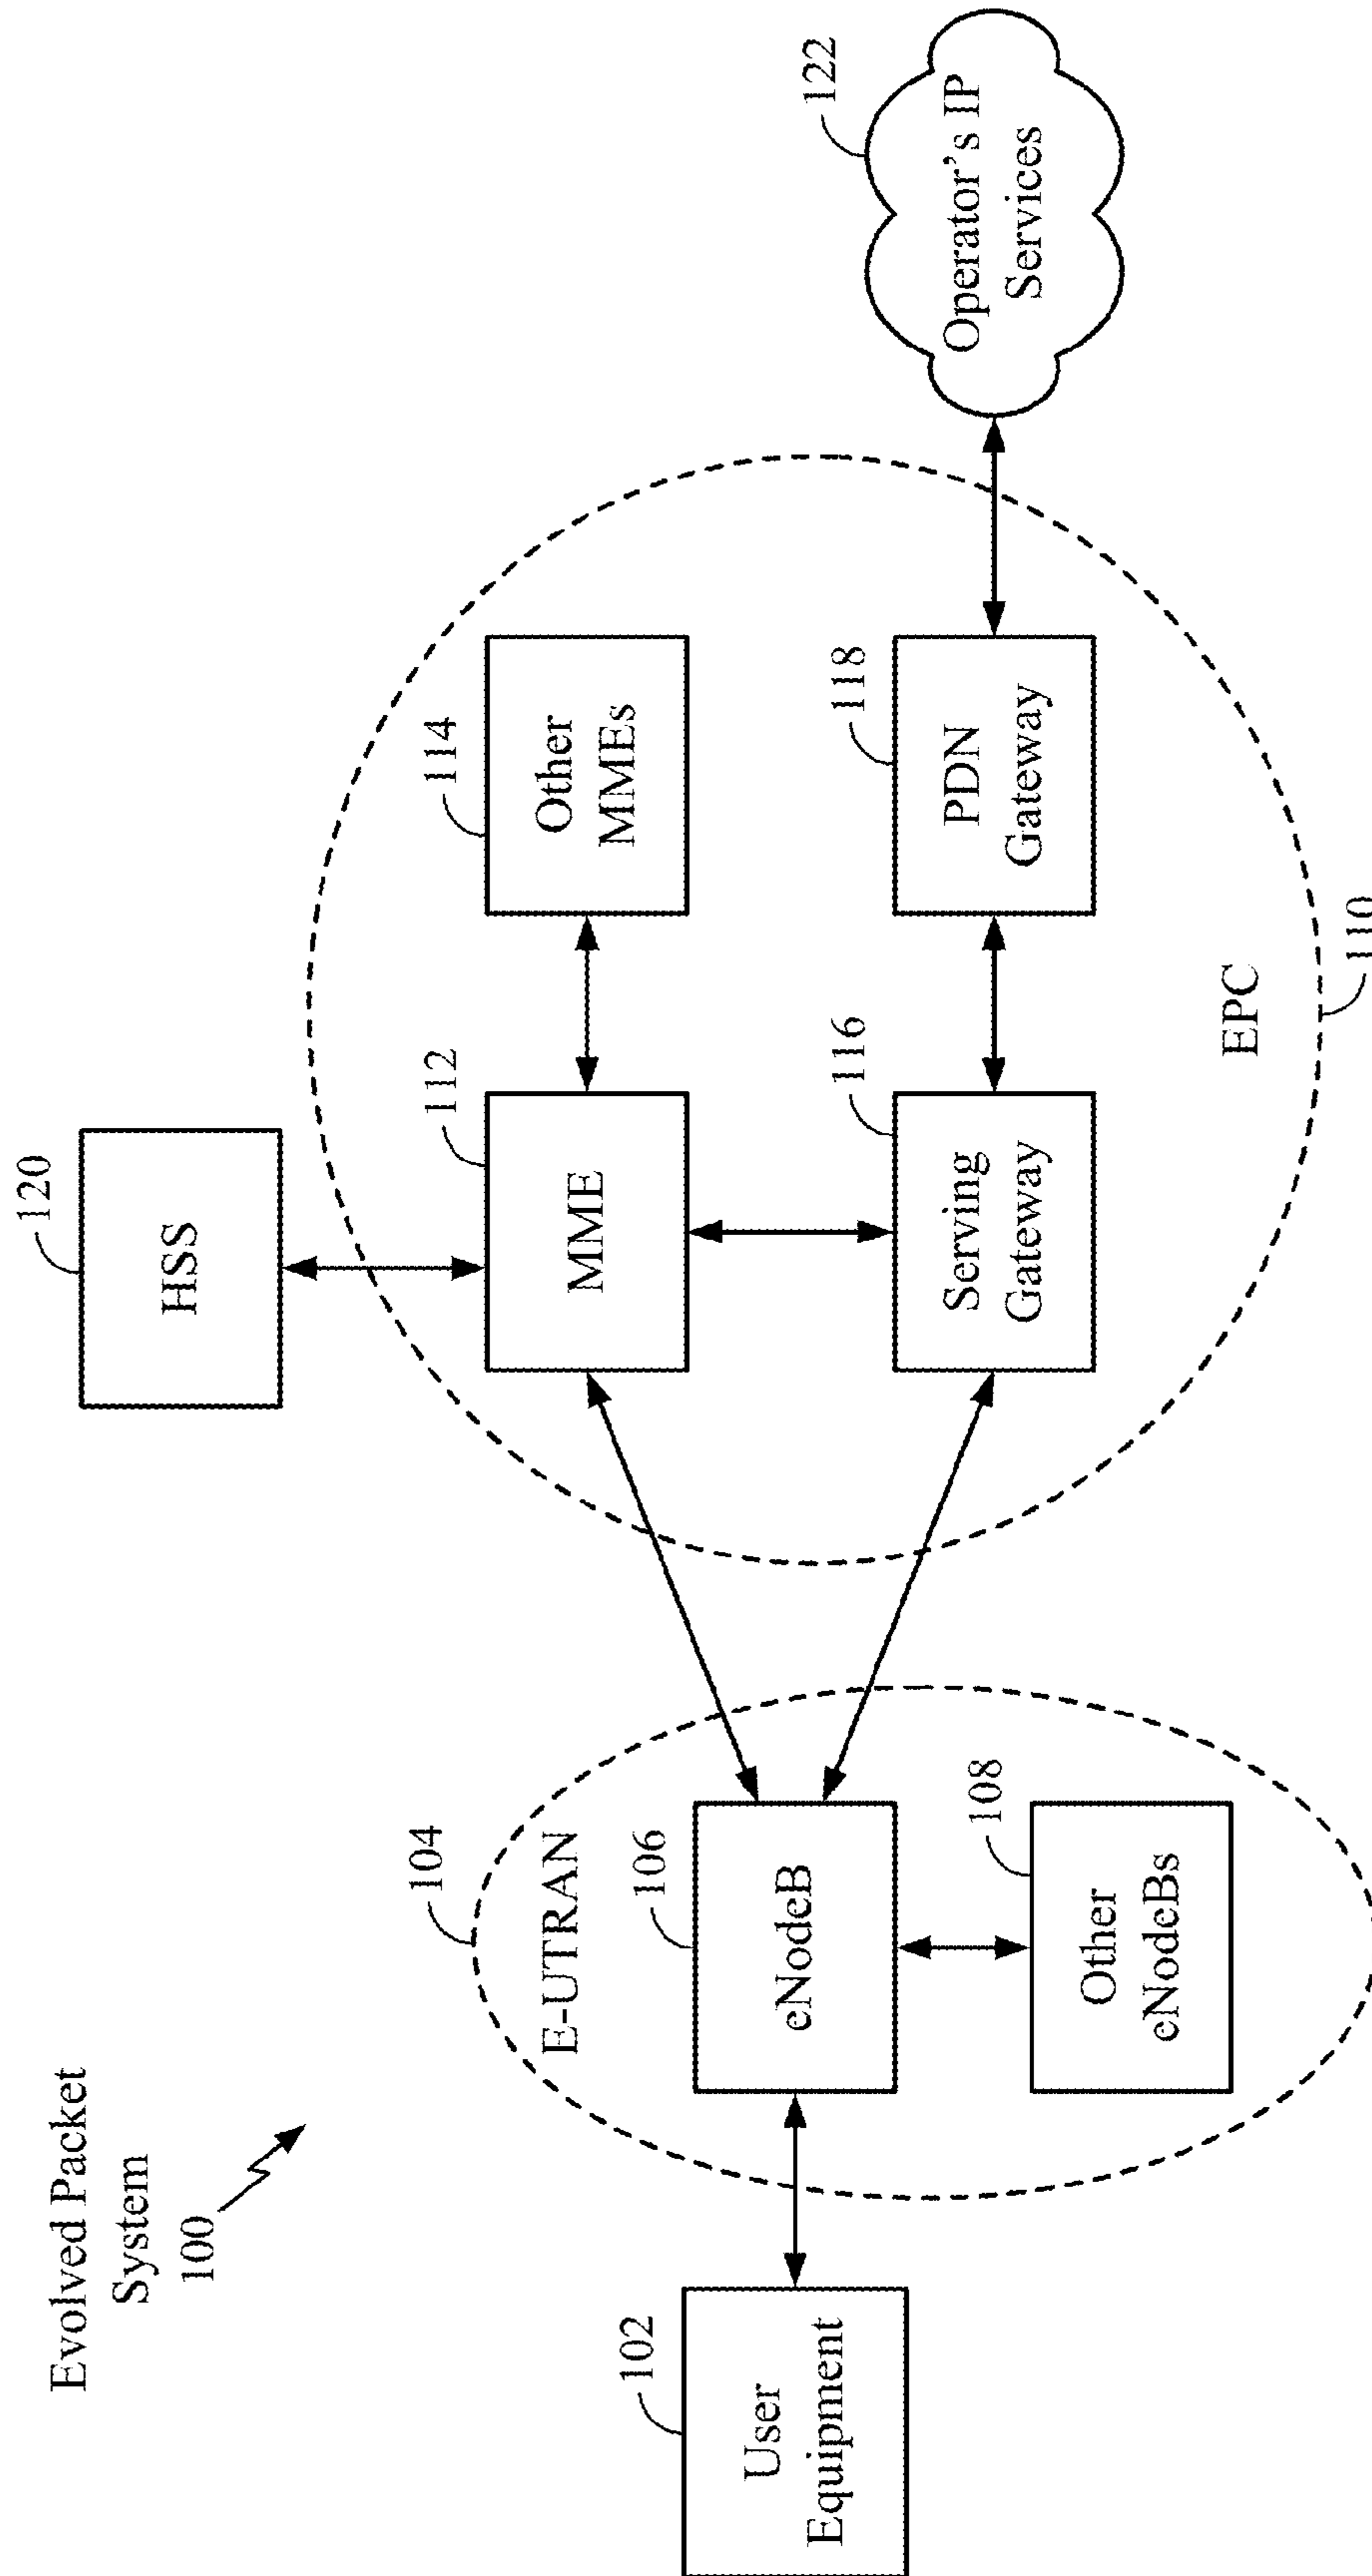 Evolved Packet
System
100
102
User
Equipment
104
E-UTRAN
106
eNodeB
108
Other
eNodeBs
120
HSS
112
MME
114
Other
MMEs
116
Serving
Gateway
118
PDN
Gateway
EPC
110
122
Operator's IP
Services